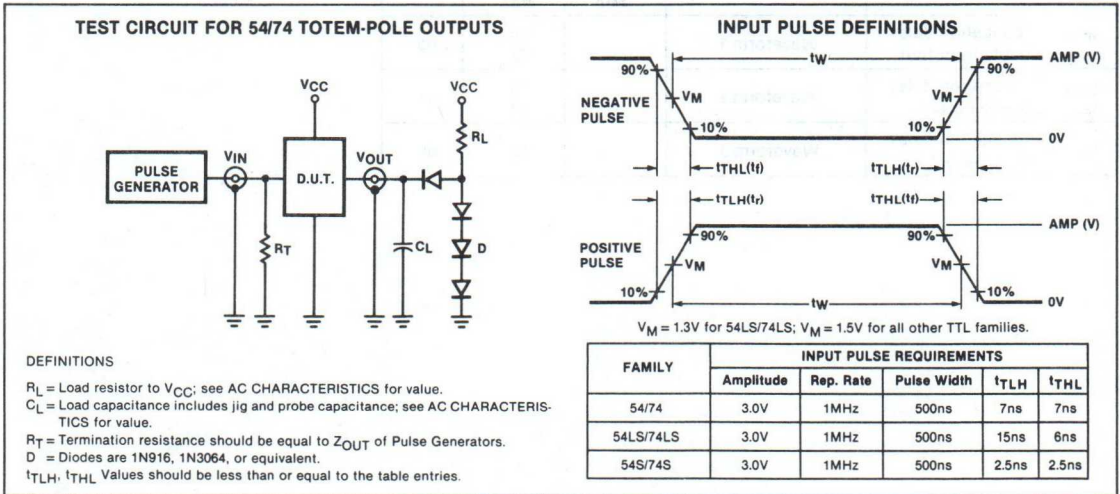 TEST CIRCUIT FOR 54/74 TOTEM-POLE OUTPUTS
VCC
VCC
RL
PULSE
GENERATOR
VIN
D.U.T.
VOUT
RT
CL
D
DEFINITIONS
RL = Load resistor to VCC; see AC CHARACTERISTICS for value.
CL = Load capacitance includes jig and probe capacitance; see AC CHARACTERIS-
TICS for value.
RT = Termination resistance should be equal to ZOUT of Pulse Generators.
D = Diodes are 1N916, 1N3064, or equivalent.
tTLH, tTHL Values should be less than or equal to the table entries.
INPUT PULSE DEFINITIONS
90%
tW
90%
AMP (V)
NEGATIVE
PULSE
VM
VM
10%
10%
0V
tTHL(tf)
tTLH(tr)
tTLH(tr)
tTHL(tf)
AMP (V)
90%
90%
POSITIVE
PULSE
VM
VM
10%
tW
10%
0V
VM = 1.3V for 54LS/74LS; VM = 1.5V for all other TTL families.
FAMILY INPUT PULSE REQUIREMENTS
Amplitude Rep. Rate Pulse Width tTLH tTHL
54/74 3.0V 1MHz 500ns 7ns 7ns
54LS/74LS 3.0V 1MHz 500ns 15ns 6ns
54S/74S 3.0V 1MHz 500ns 2.5ns 2.5ns